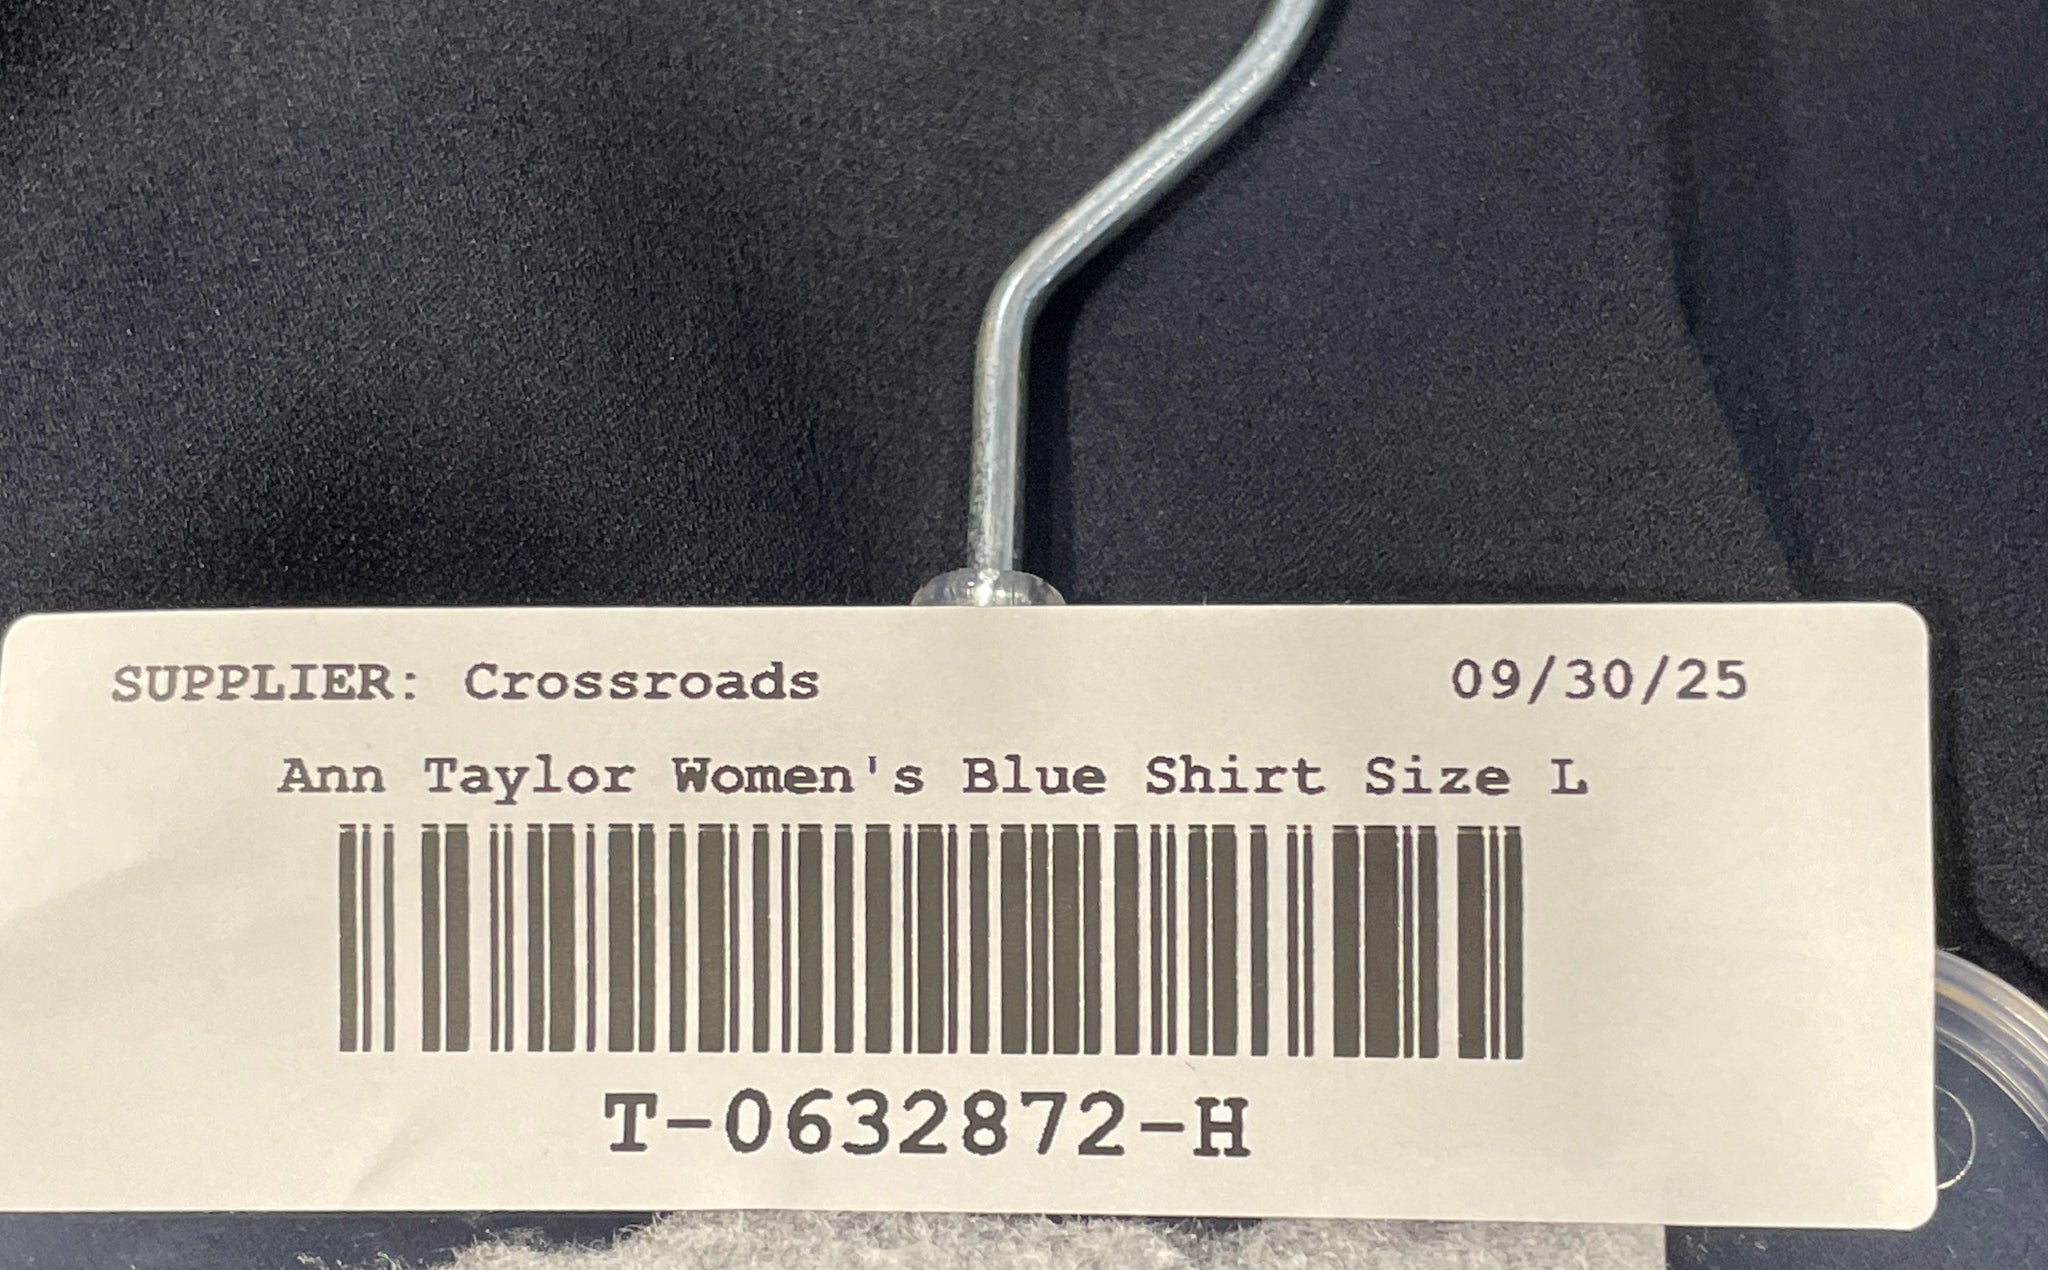 SUPPLIER: Crossroads 09/30/25
Ann Taylor Women's Blue Shirt Size L
T-0632872-H